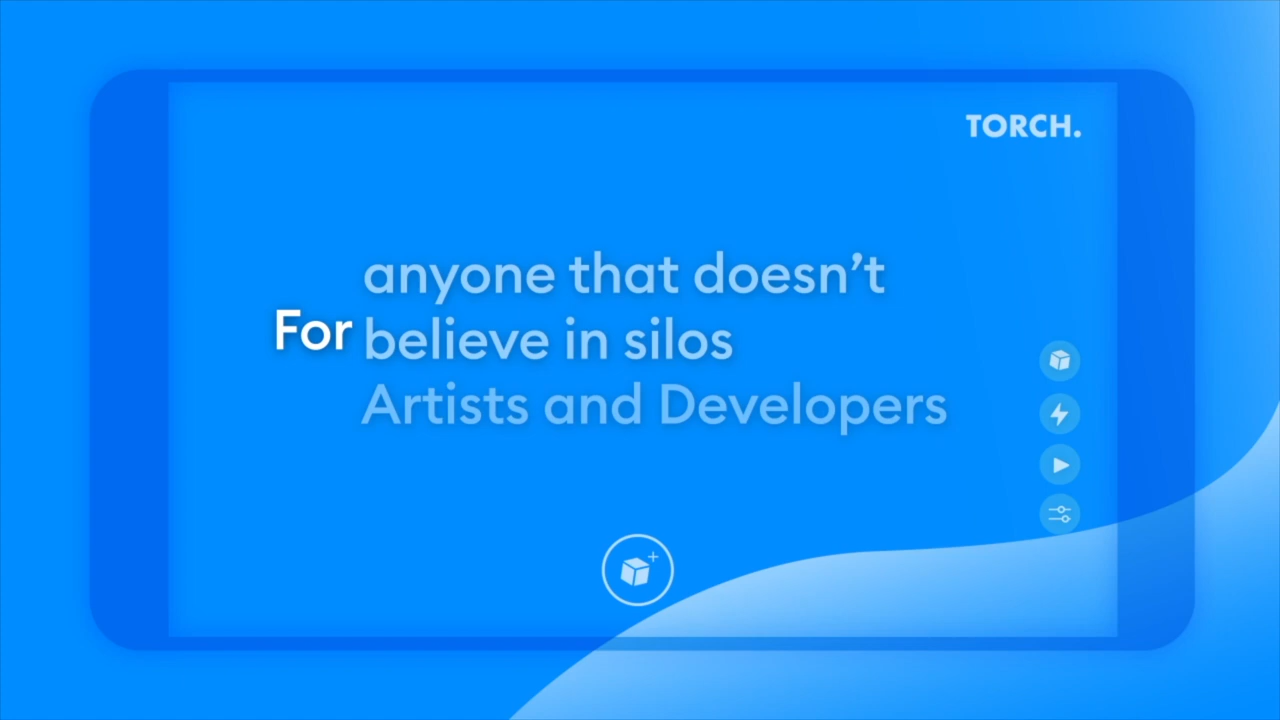 TORCH.
anyone that doesn’t
For believe in silos
Artists and Developers